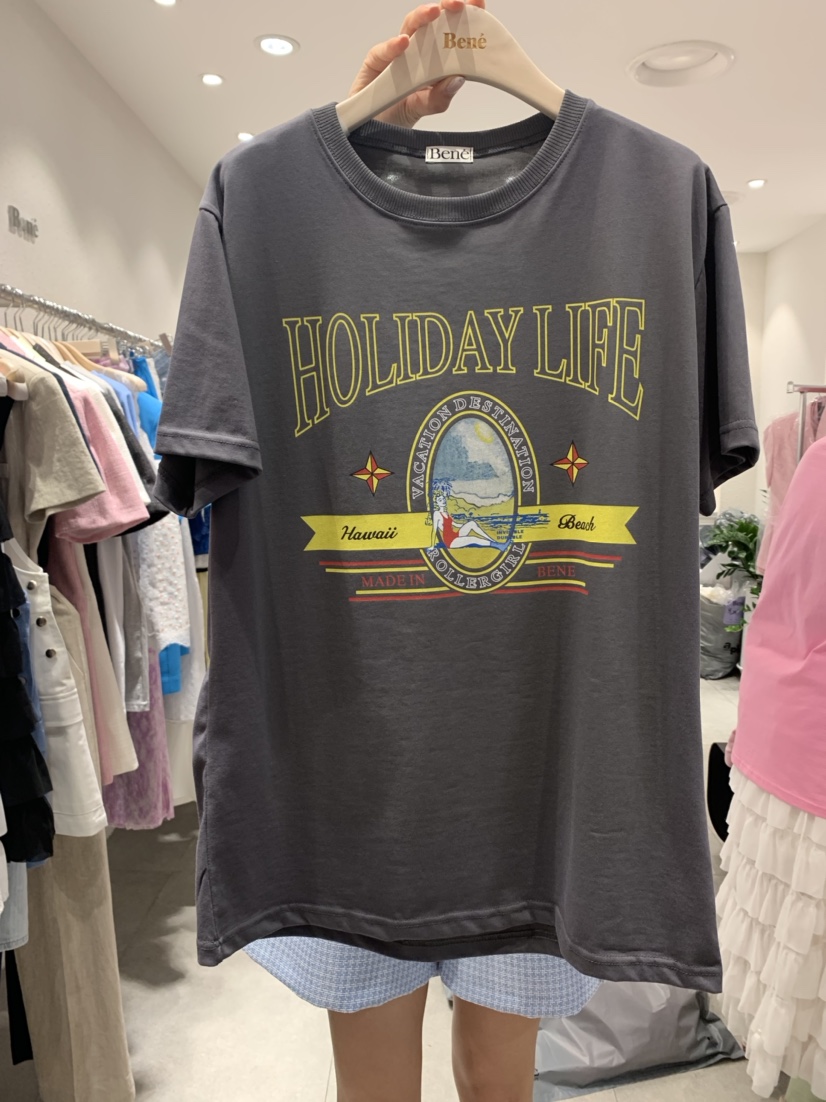 Bené
Bené
Bené
HOLIDAY LIFE
VACATION DESTINATION
Hawaii
Beach
ROLLERGIRL
MADE IN
BENE